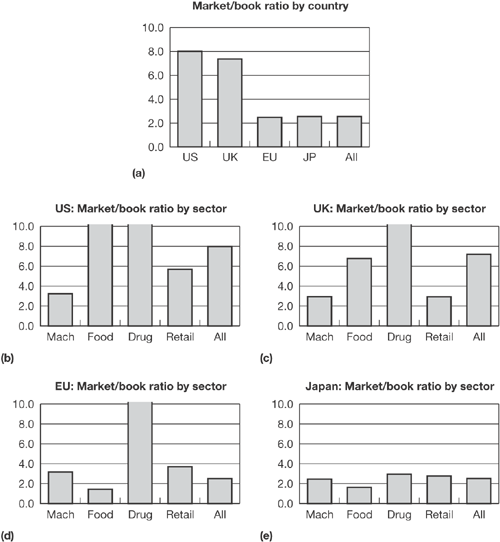 Market/book ratio by country
10.0
8.0
6.0
4.0
2.0
0.0
US UK EU JP All
(a)
US: Market/book ratio by sector
10.0
8.0
6.0
4.0
2.0
0.0
Mach Food Drug Retail All
(b)
UK: Market/book ratio by sector
10.0
8.0
6.0
4.0
2.0
0.0
Mach Food Drug Retail All
(c)
EU: Market/book ratio by sector
10.0
8.0
6.0
4.0
2.0
0.0
Mach Food Drug Retail All
(d)
Japan: Market/book ratio by sector
10.0
8.0
6.0
4.0
2.0
0.0
Mach Food Drug Retail All
(e)